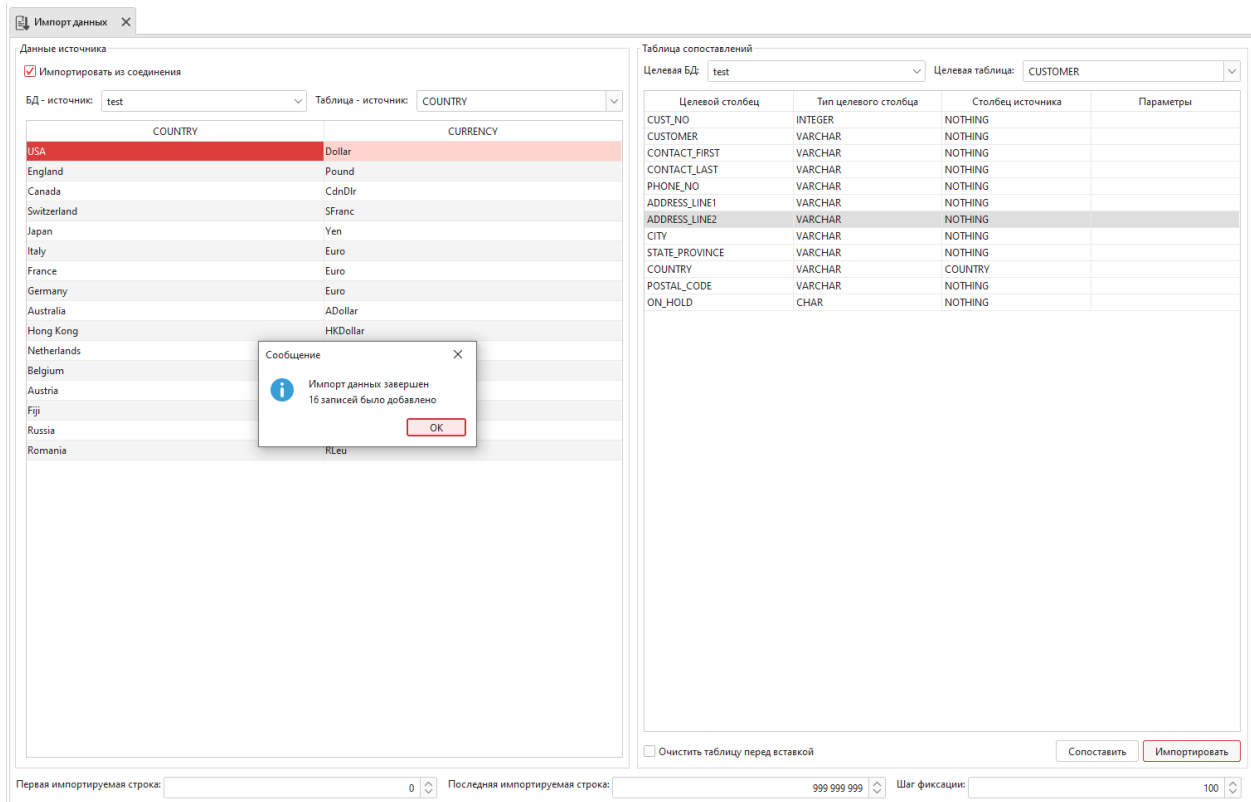 Импорт данных
Данные источника
Импортировать из соединения
БД - источник: test Таблица - источник: COUNTRY
COUNTRY CURRENCY
USA Dollar
England Pound
Canada CdnDlr
Switzerland SFranc
Japan Yen
Italy Euro
France Euro
Germany Euro
Australia ADollar
Hong Kong HKDollar
Netherlands
Belgium
Austria
Fiji
Russia
Romania RLeu
Сообщение
Импорт данных завершен
16 записей было добавлено
OK
Таблица сопоставлений
Целевая БД: test Целевая таблица: CUSTOMER
Целевой столбец Тип целевого столбца Столбец источника Параметры
CUST_NO INTEGER NOTHING
CUSTOMER VARCHAR NOTHING
CONTACT_FIRST VARCHAR NOTHING
CONTACT_LAST VARCHAR NOTHING
PHONE_NO VARCHAR NOTHING
ADDRESS_LINE1 VARCHAR NOTHING
ADDRESS_LINE2 VARCHAR NOTHING
CITY VARCHAR NOTHING
STATE_PROVINCE VARCHAR NOTHING
COUNTRY VARCHAR COUNTRY
POSTAL_CODE VARCHAR NOTHING
ON_HOLD CHAR NOTHING
Очистить таблицу перед вставкой Сопоставить Импортировать
Первая импортируемая строка: 0 Последняя импортируемая строка: 999 999 999 Шаг фиксации: 100